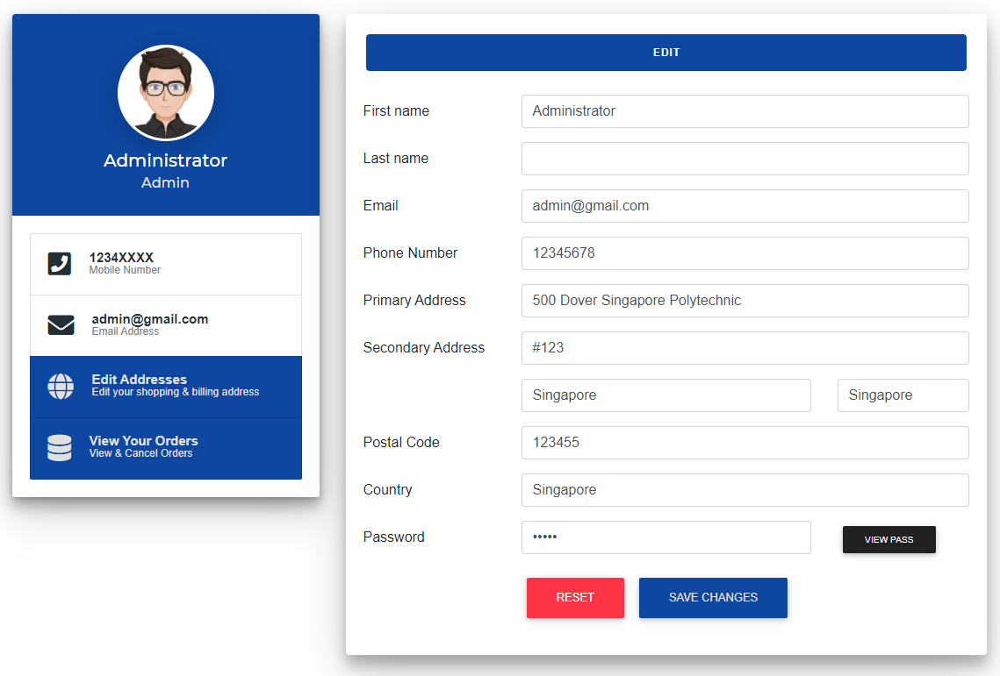 Administrator
Admin
1234XXXX
Mobile Number
admin@gmail.com
Email Address
Edit Addresses
Edit your shopping & billing address
View Your Orders
View & Cancel Orders
EDIT
First name Administrator
Last name
Email admin@gmail.com
Phone Number 12345678
Primary Address 500 Dover Singapore Polytechnic
Secondary Address #123
Singapore Singapore
Postal Code 123455
Country Singapore
Password ••••• VIEW PASS
RESET SAVE CHANGES